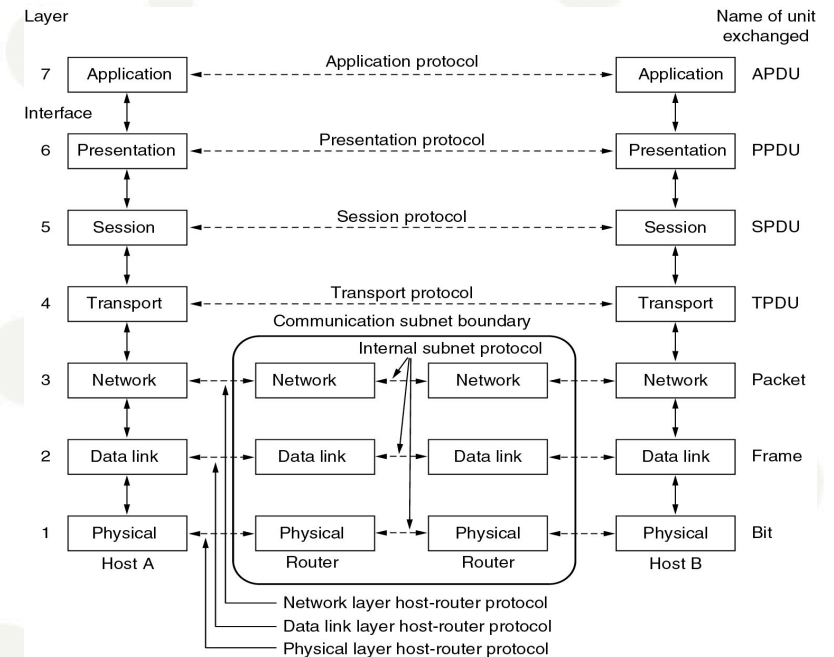 Layer
Name of unit
exchanged
7 Application Application protocol Application APDU
Interface
6 Presentation Presentation protocol Presentation PPDU
5 Session Session protocol Session SPDU
4 Transport Transport protocol Transport TPDU
Communication subnet boundary
Internal subnet protocol
3 Network Network Network Network Packet
2 Data link Data link Data link Data link Frame
1 Physical Physical Physical Physical Bit
Host A Router Router Host B
Network layer host-router protocol
Data link layer host-router protocol
Physical layer host-router protocol